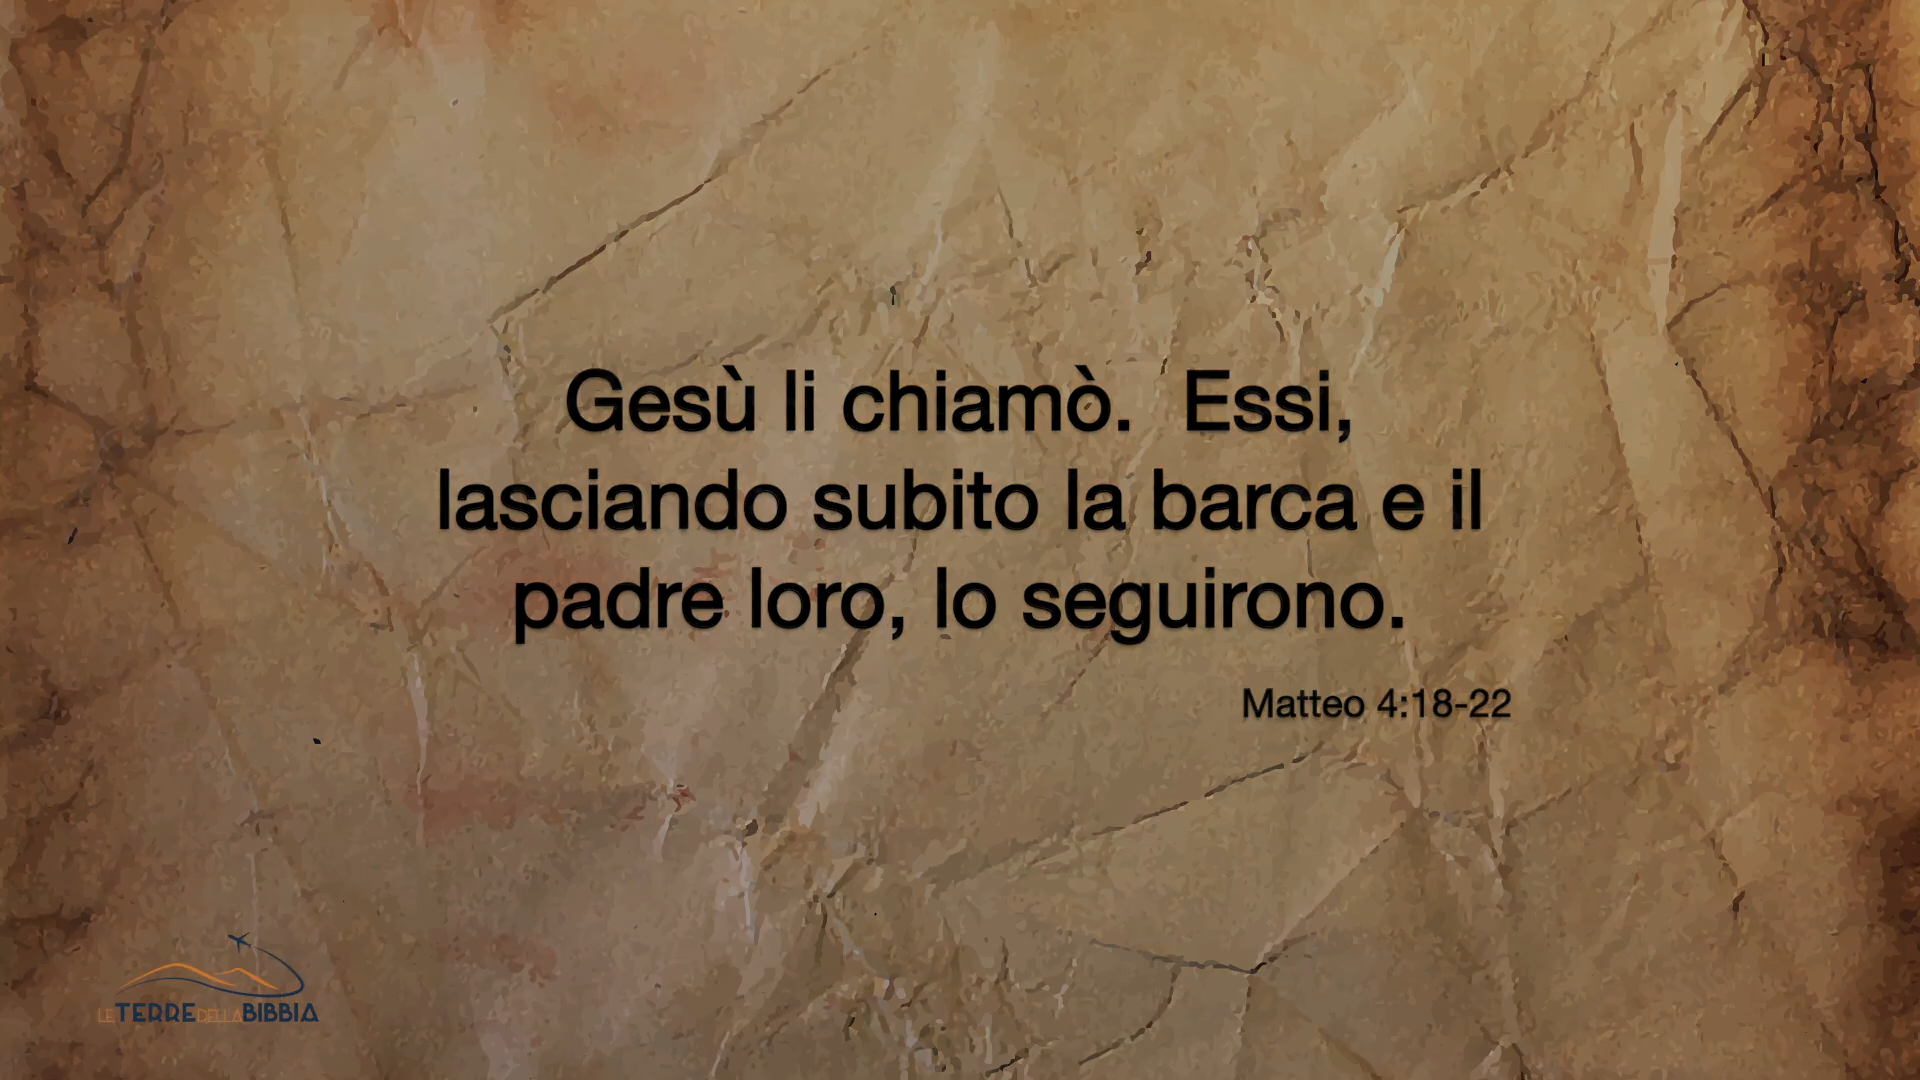 Gesù li chiamò.  Essi,
lasciando subito la barca e il
padre loro, lo seguirono.
Matteo 4:18-22
LE TERRE DELLA BIBBIA